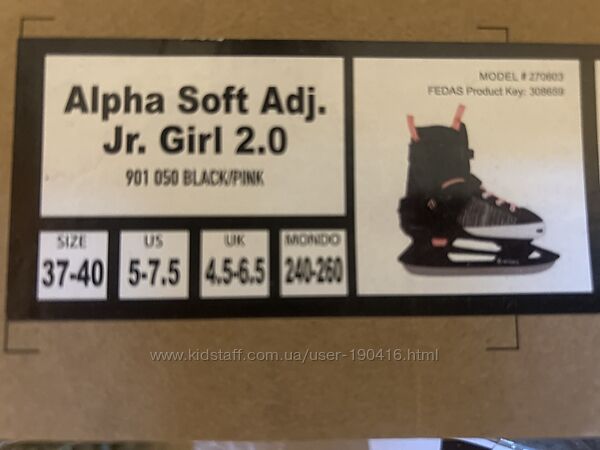 Alpha Soft Adj.
Jr. Girl 2.0
901 050 BLACK/PINK
MODEL # 270603
FEDAS Product Key: 308659
SIZE
37-40
US
5-7.5
UK
4.5-6.5
MONDO
240-260
www.kidstaff.com.ua/user-190416.html